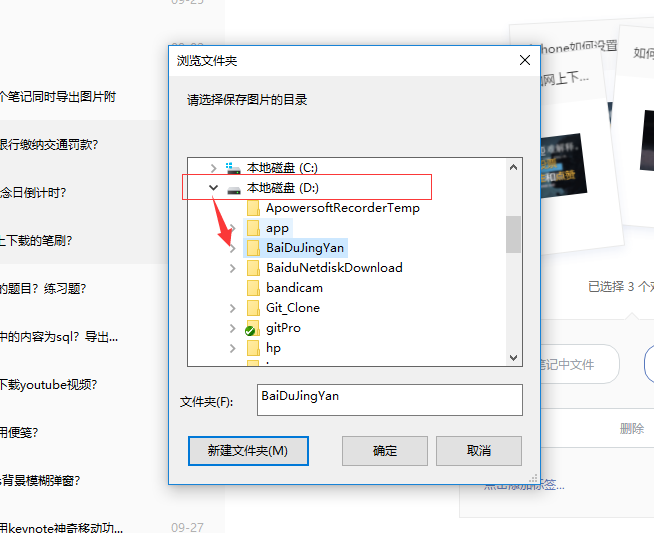 09-25
个笔记同时导出图片附
银行缴纳交通罚款?
念日倒计时?
上下载的笔刷?
的题目? 练习题?
中的内容为sql? 导出...
下载youtube视频?
用便笺?
s背景模糊弹窗?
用keynote神奇移动功...
09-27
浏览文件夹
请选择保存图片的目录
本地磁盘 (C:)
本地磁盘 (D:)
ApowersoftRecorderTemp
app
BaiDuJingYan
BaiduNetdiskDownload
bandicam
Git_Clone
gitPro
hp
文件夹(F):
BaiDuJingYan
新建文件夹(M)
确定
取消
hone如何设置
如网上下...
如何
和点赞
已选择 3 个
笔记中文件
删除
点击添加标签...